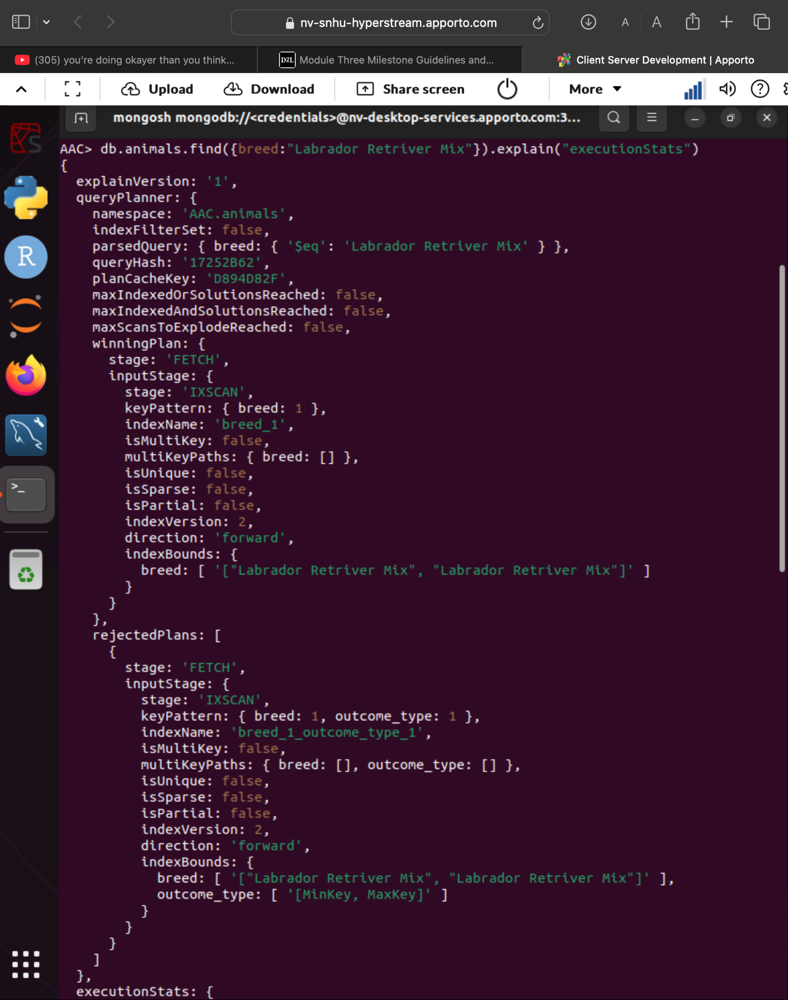 nv-snhu-hyperstream.apporto.com
A A
(305) you're doing okayer than you think...
D2L Module Three Milestone Guidelines and...
Client Server Development | Apporto
Upload Download Share screen More
mongosh mongodb://<credentials>@nv-desktop-services.apporto.com:3...
AAC> db.animals.find({breed:"Labrador Retriver Mix"}).explain("executionStats")
{
explainVersion: '1',
queryPlanner: {
namespace: 'AAC.animals',
indexFilterSet: false,
parsedQuery: { breed: { '$eq': 'Labrador Retriver Mix' } },
queryHash: '17252B62',
planCacheKey: 'D894D82F',
maxIndexedOrSolutionsReached: false,
maxIndexedAndSolutionsReached: false,
maxScansToExplodeReached: false,
winningPlan: {
stage: 'FETCH',
inputStage: {
stage: 'IXSCAN',
keyPattern: { breed: 1 },
indexName: 'breed_1',
isMultiKey: false,
multiKeyPaths: { breed: [] },
isUnique: false,
isSparse: false,
isPartial: false,
indexVersion: 2,
direction: 'forward',
indexBounds: {
breed: [ '["Labrador Retriver Mix", "Labrador Retriver Mix"]' ]
}
}
},
rejectedPlans: [
{
stage: 'FETCH',
inputStage: {
stage: 'IXSCAN',
keyPattern: { breed: 1, outcome_type: 1 },
indexName: 'breed_1_outcome_type_1',
isMultiKey: false,
multiKeyPaths: { breed: [], outcome_type: [] },
isUnique: false,
isSparse: false,
isPartial: false,
indexVersion: 2,
direction: 'forward',
indexBounds: {
breed: [ '["Labrador Retriver Mix", "Labrador Retriver Mix"]' ],
outcome_type: [ '[MinKey, MaxKey]' ]
}
}
}
]
},
executionStats: {